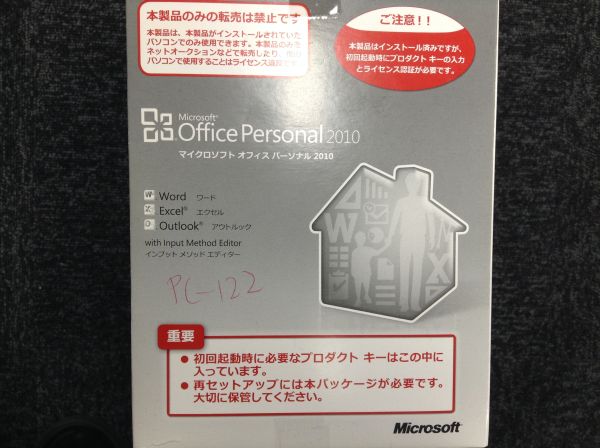 本製品のみの転売は禁止です
本製品は、本製品がインストールされていた
パソコンでのみ使用できます。本製品のみを
ネットオークションなどで転売したり、他の
パソコンで使用することはライセンス違反です。
ご注意!!
本製品はインストール済みですが、
初回起動時にプロダクト キーの入力
とライセンス認証が必要です。
Microsoft®
Office Personal 2010
マイクロソフト オフィス パーソナル 2010
Word ワード
Excel® エクセル
Outlook® アウトルック
with Input Method Editor
インプット メソッド エディター
PC-122
W
X
重要
● 初回起動時に必要なプロダクト キーはこの中に
入っています。
● 再セットアップには本パッケージが必要です。
大切に保管してください。
Microsoft